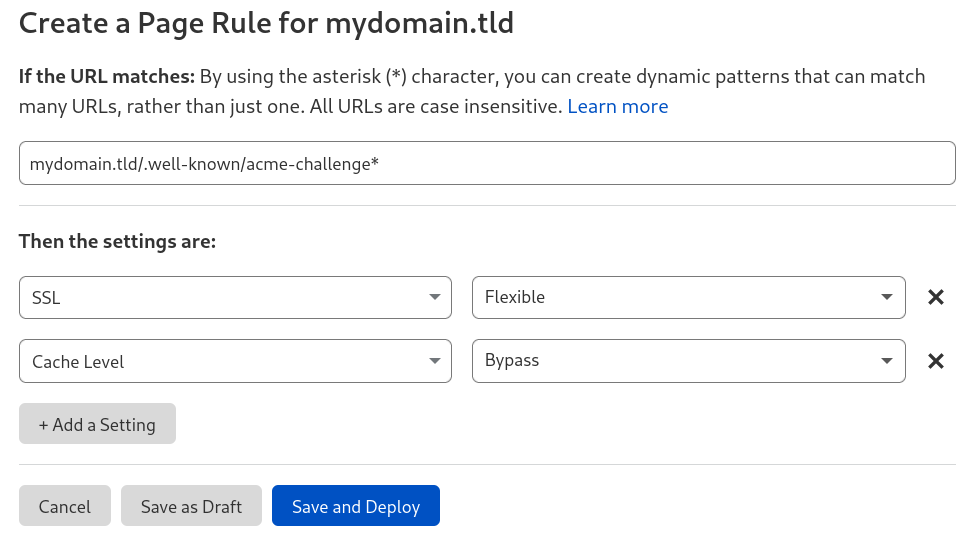 Create a Page Rule for mydomain.tld
If the URL matches: By using the asterisk (*) character, you can create dynamic patterns that can match
many URLs, rather than just one. All URLs are case insensitive. Learn more
mydomain.tld/.well-known/acme-challenge*
Then the settings are:
SSL Flexible
Cache Level Bypass
+ Add a Setting
Cancel Save as Draft Save and Deploy